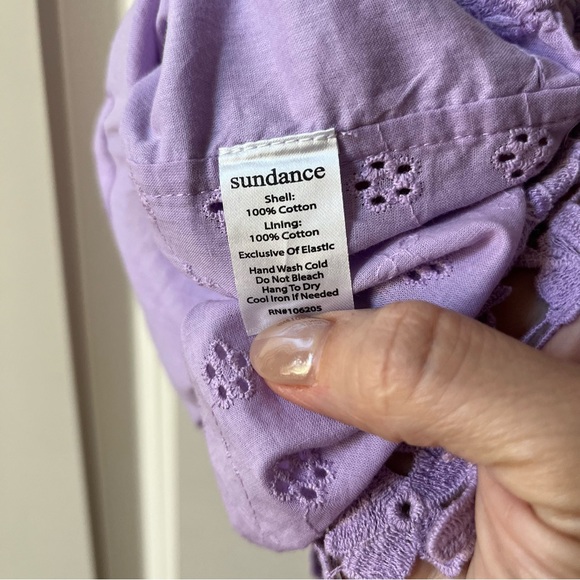 sundance
Shell:
100% Cotton
Lining:
100% Cotton
Exclusive Of Elastic
Hand Wash Cold
Do Not Bleach
Hang To Dry
Cool Iron If Needed
RN#106205